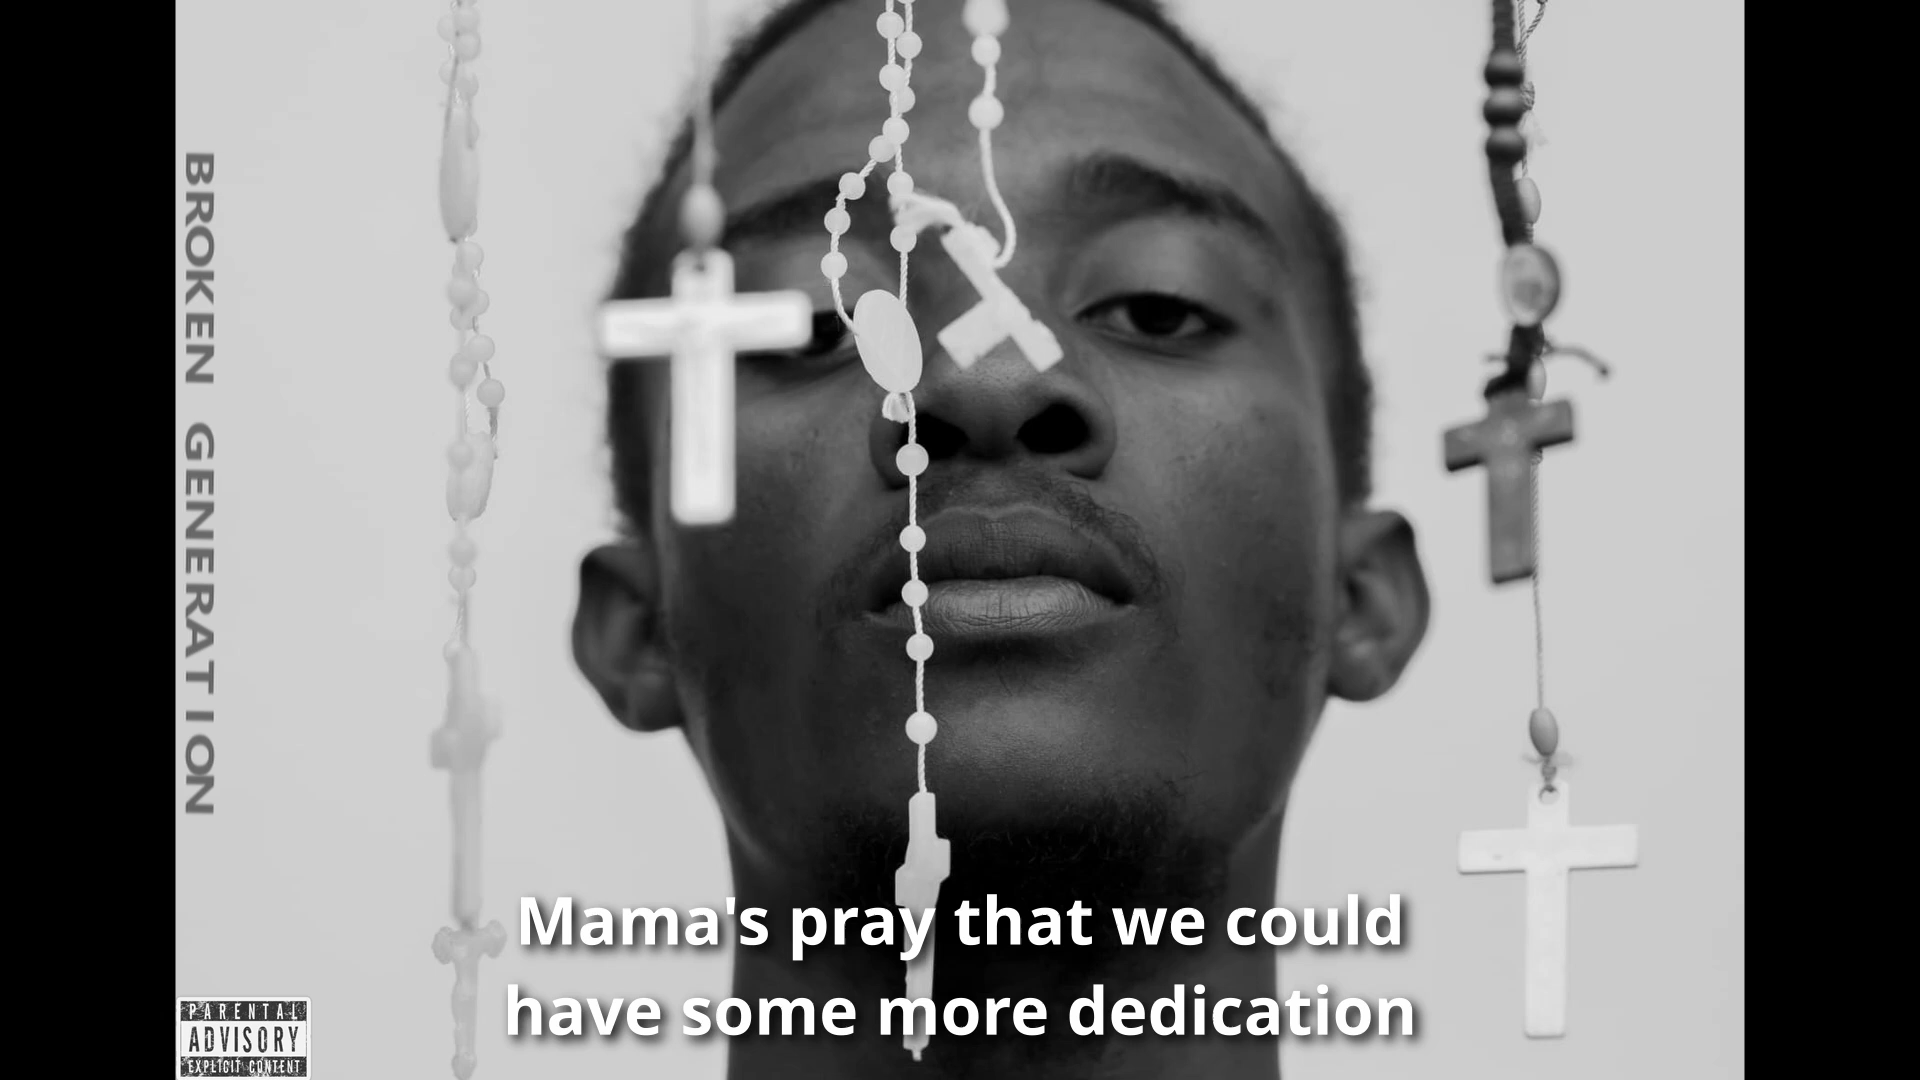 BROKEN GENERATION
Mama's pray that we could
have some more dedication
PARENTAL
ADVISORY
EXPLICIT CONTENT